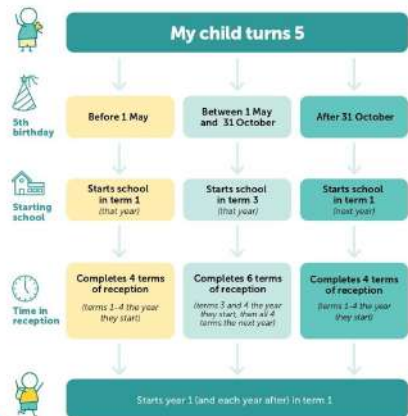 My child turns 5
5th
birthday
Before 1 May
Between 1 May
and 31 October
After 31 October
Starting
school
Starts school
in term 1
(that year)
Starts school
in term 3
(that year)
Starts school
in term 1
(next year)
Time in
reception
Completes 4 terms
of reception
(terms 1–4 the year
they start)
Completes 6 terms
of reception
(terms 3 and 4 the year
they start, then all 4
terms the next year)
Completes 4 terms
of reception
(terms 1–4 the year
they start)
Starts year 1 (and each year after) in term 1